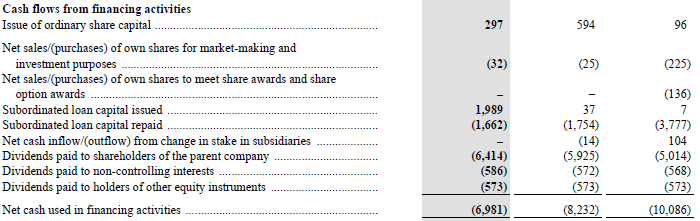 Cash flows from financing activities
Issue of ordinary share capital ........ 297 594 96
Net sales/(purchases) of own shares for market-making and
investment purposes ........ (32) (25) (225)
Net sales/(purchases) of own shares to meet share awards and share
option awards ........ – – (136)
Subordinated loan capital issued ........ 1,989 37 7
Subordinated loan capital repaid ........ (1,662) (1,754) (3,777)
Net cash inflow/(outflow) from change in stake in subsidiaries ........ – (14) 104
Dividends paid to shareholders of the parent company ........ (6,414) (5,925) (5,014)
Dividends paid to non-controlling interests ........ (586) (572) (568)
Dividends paid to holders of other equity instruments ........ (573) (573) (573)
Net cash used in financing activities ........ (6,981) (8,232) (10,086)